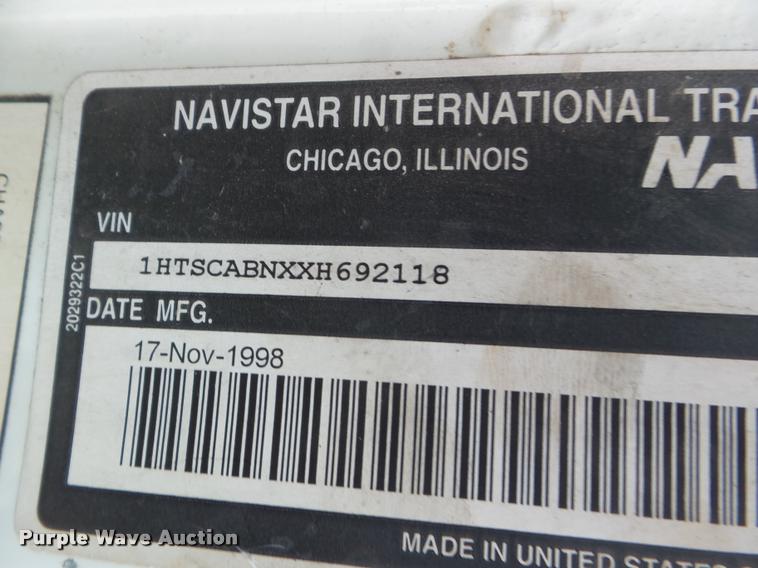 NAVISTAR INTERNATIONAL TRA
CHICAGO, ILLINOIS
NA
VIN
1HTSCABNXXH692118
2029322C1
DATE MFG.
17-Nov-1998
MADE IN UNITED STATES
Purple Wave Auction